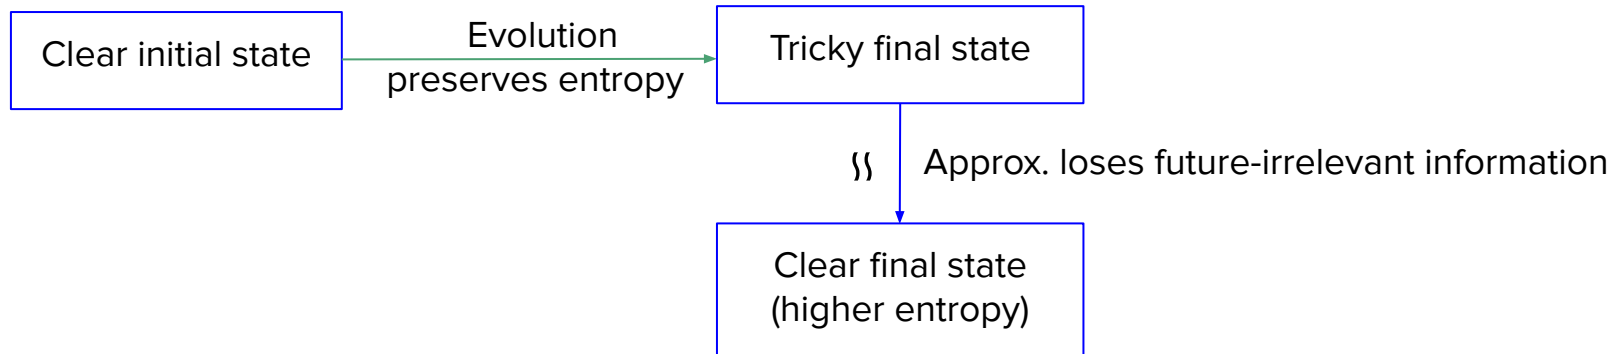 Clear initial state
Evolution
preserves entropy
Tricky final state
≈ Approx. loses future-irrelevant information
Clear final state
(higher entropy)